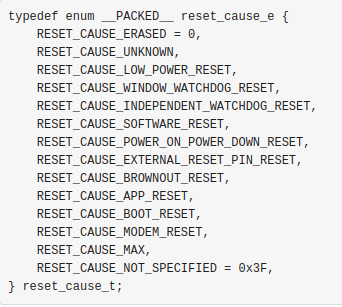 typedef enum __PACKED__ reset_cause_e {
    RESET_CAUSE_ERASED = 0,
    RESET_CAUSE_UNKNOWN,
    RESET_CAUSE_LOW_POWER_RESET,
    RESET_CAUSE_WINDOW_WATCHDOG_RESET,
    RESET_CAUSE_INDEPENDENT_WATCHDOG_RESET,
    RESET_CAUSE_SOFTWARE_RESET,
    RESET_CAUSE_POWER_ON_POWER_DOWN_RESET,
    RESET_CAUSE_EXTERNAL_RESET_PIN_RESET,
    RESET_CAUSE_BROWNOUT_RESET,
    RESET_CAUSE_APP_RESET,
    RESET_CAUSE_BOOT_RESET,
    RESET_CAUSE_MODEM_RESET,
    RESET_CAUSE_MAX,
    RESET_CAUSE_NOT_SPECIFIED = 0x3F,
} reset_cause_t;